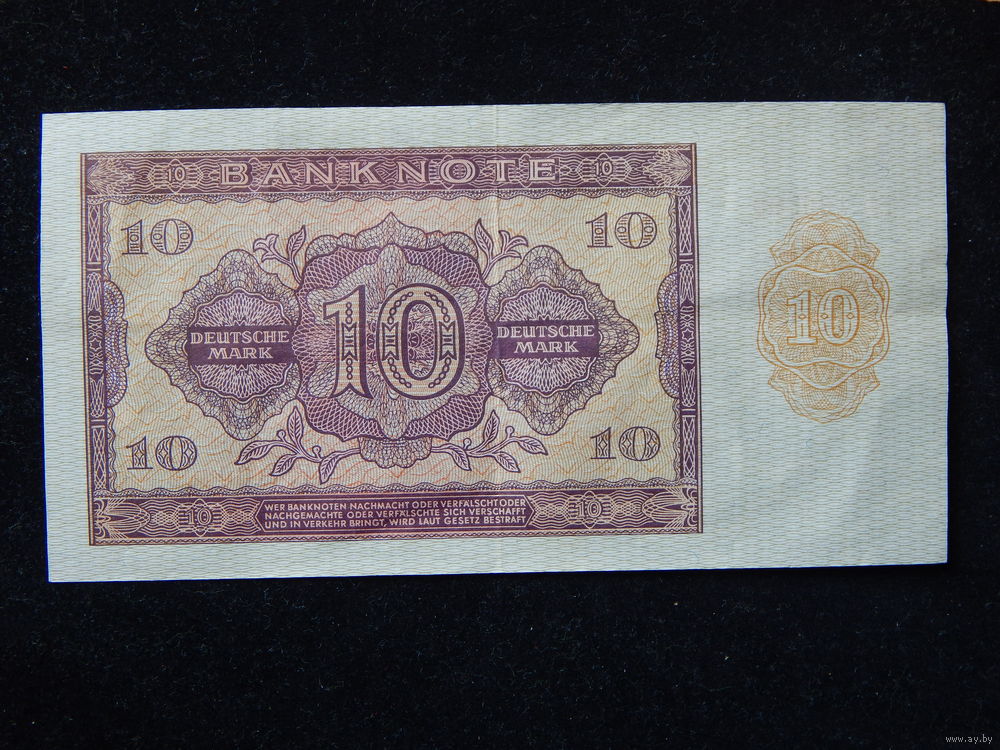 10 BANKNOTE 10
10 10
10
DEUTSCHE
MARK
10
DEUTSCHE
MARK
10 10
10 10
WER BANKNOTEN NACHMACHT ODER VERFÄLSCHT ODER
NACHGEMACHTE ODER VERFÄLSCHTE SICH VERSCHAFFT
UND IN VERKEHR BRINGT, WIRD LAUT GESETZ BESTRAFT
www.ay.by